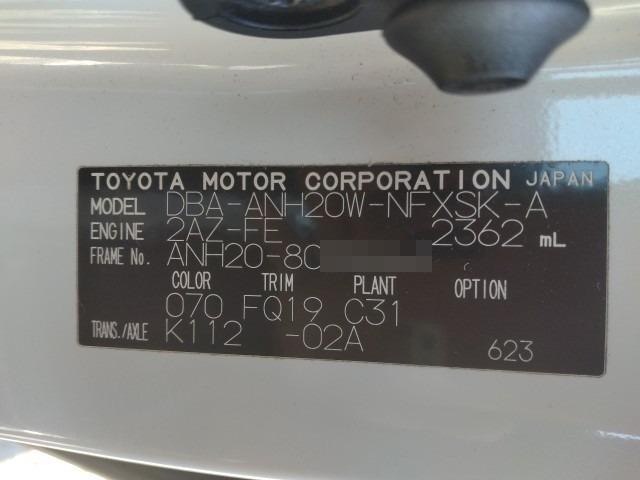 TOYOTA MOTOR CORPORATION JAPAN
MODEL DBA-ANH20W-NFXSK-A
ENGINE 2AZ-FE 2362 mL
FRAME No. ANH20-80
COLOR TRIM PLANT OPTION
070 FQ19 C31
TRANS./AXLE K112 -02A
623